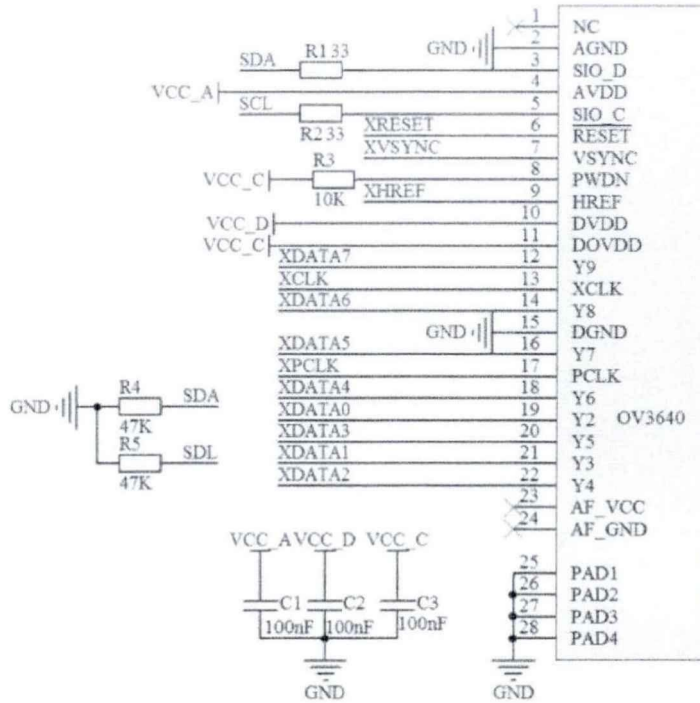 1 NC
GND 2 AGND
SDA R1 33 3 SIO_D
VCC_A 4 AVDD
SCL R2 33 5 SIO_C
XRESET 6 RESET
XVSYNC 7 VSYNC
VCC_C R3 10K 8 PWDN
XHREF 9 HREF
VCC_D 10 DVDD
VCC_C 11 DOVDD
XDATA7 12 Y9
XCLK 13 XCLK
XDATA6 14 Y8
GND 15 DGND
XDATA5 16 Y7
XPCLK 17 PCLK
XDATA4 18 Y6
XDATA0 19 Y2
OV3640
XDATA3 20 Y5
XDATA1 21 Y3
XDATA2 22 Y4
23 AF_VCC
24 AF_GND
25 PAD1
26 PAD2
27 PAD3
28 PAD4
GND
GND R4 47K SDA
R5 47K SDL
VCC_A VCC_D VCC_C
C1 C2 C3
100nF 100nF 100nF
GND